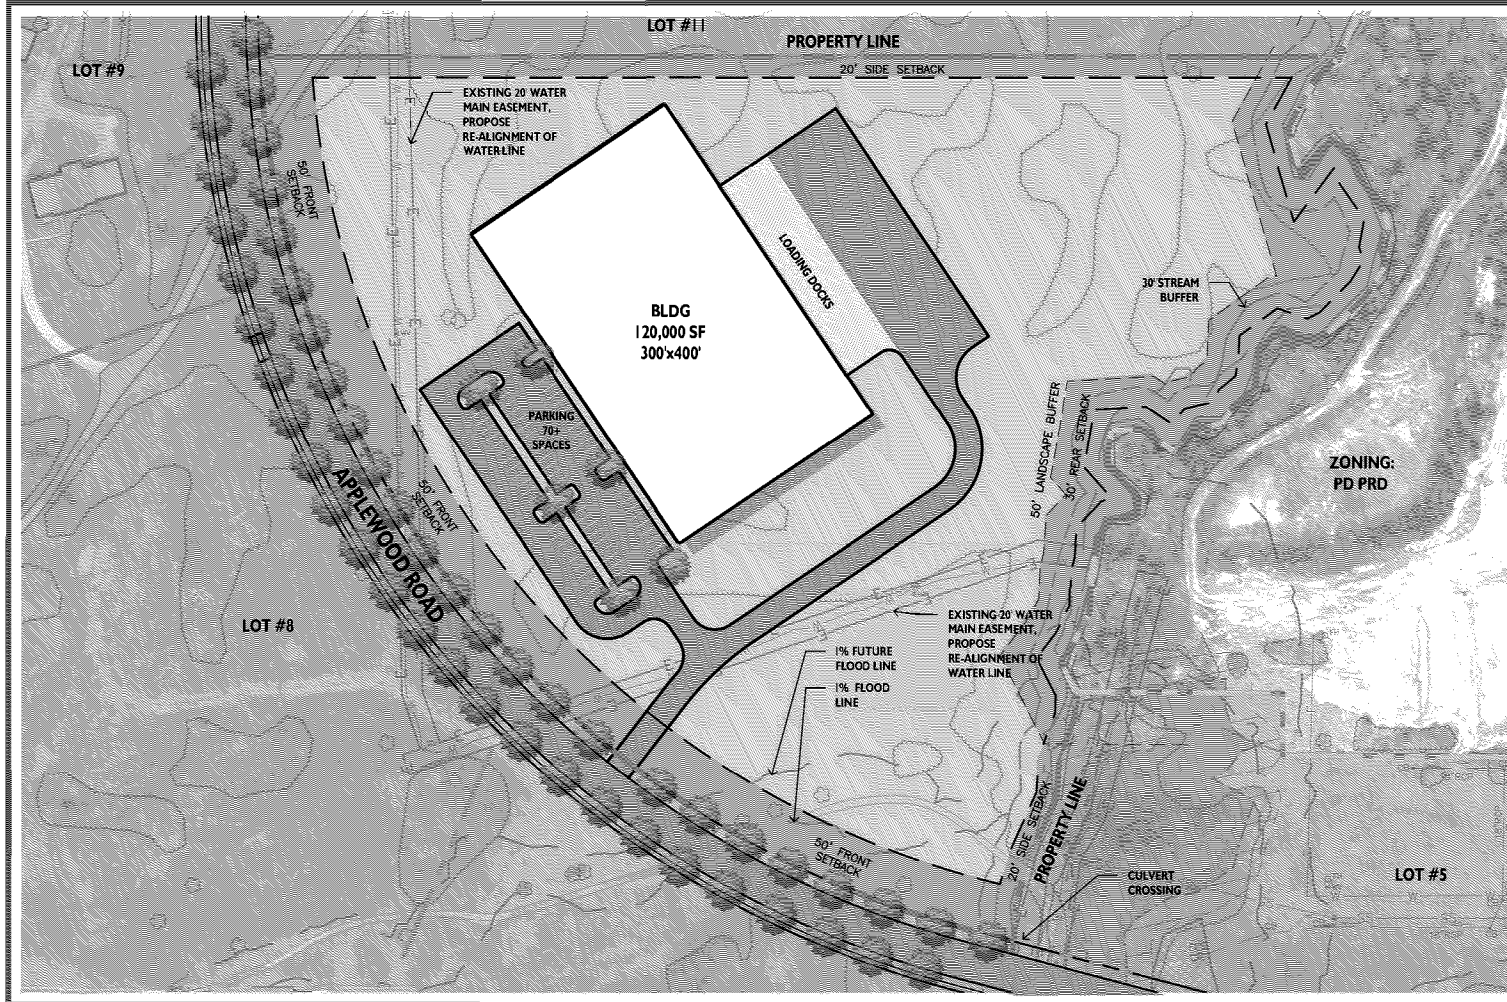 LOT #11
PROPERTY LINE
LOT #9
20' SIDE SETBACK
EXISTING 20' WATER
MAIN EASEMENT,
PROPOSE
RE-ALIGNMENT OF
WATER LINE
50' FRONT
SETBACK
LOADING DOCKS
30' STREAM
BUFFER
BLDG
120,000 SF
300'x400'
PARKING
70+
SPACES
50' LANDSCAPE BUFFER
30' REAR SETBACK
ZONING:
PD PRD
50' FRONT
SETBACK
APPLEWOOD ROAD
LOT #8
EXISTING 20' WATER
MAIN EASEMENT,
PROPOSE
RE-ALIGNMENT OF
WATER LINE
1% FUTURE
FLOOD LINE
1% FLOOD
LINE
20' SIDE SETBACK
PROPERTY LINE
50' FRONT
SETBACK
CULVERT
CROSSING
LOT #5